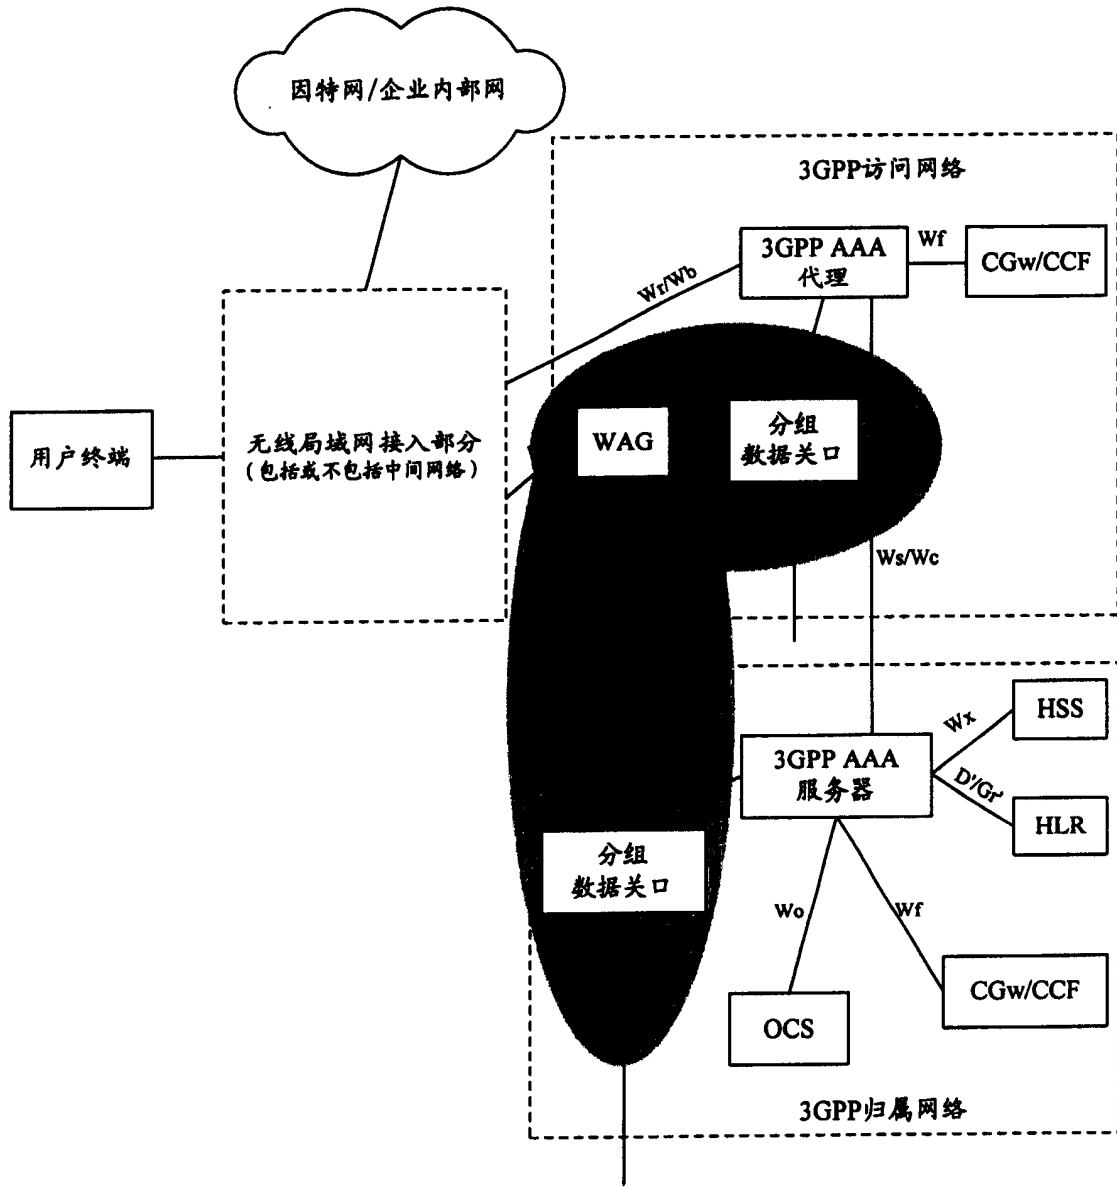 因特网/企业内部网
3GPP访问网络
3GPP AAA
代理
Wf
CGw/CCF
Wr/Wb
用户终端
无线局域网接入部分
(包括或不包括中间网络)
WAG
分组
数据关口
Ws/Wc
3GPP AAA
服务器
Wx
HSS
D'/Gr'
HLR
分组
数据关口
Wo
Wf
OCS
CGw/CCF
3GPP归属网络